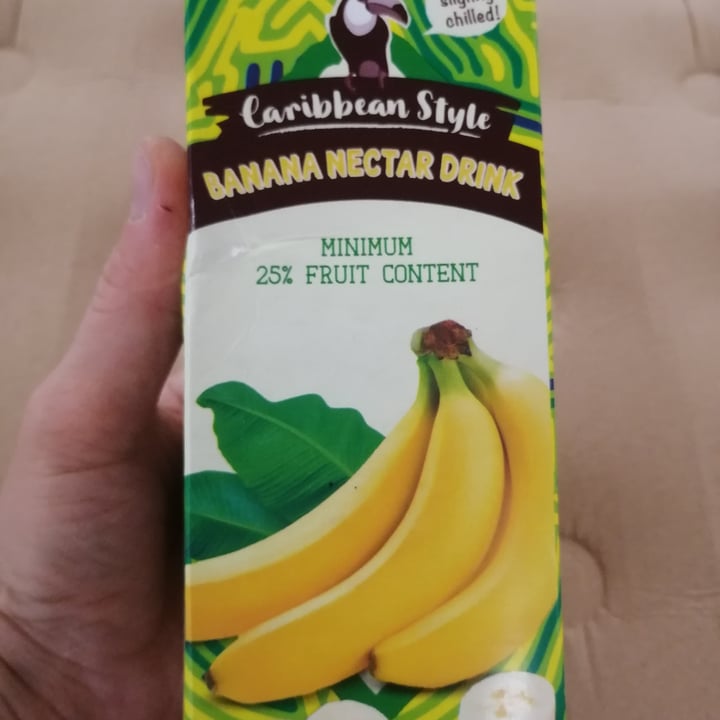 chilled!
Caribbean Style
BANANA NECTAR DRINK
MINIMUM
25% FRUIT CONTENT